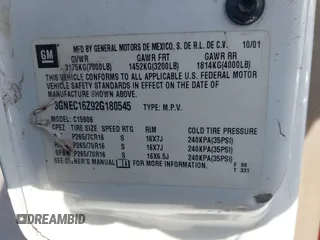 GM
MFD BY GENERAL MOTORS DE MEXICO, S. DE R.L. DE C.V. 10/01
GVWR GAWR FRT GAWR RR
3175KG(7000LB) 1452KG(3200LB) 1814KG(4000LB)
THIS VEHICLE CONFORMS TO ALL APPLICABLE U.S. FEDERAL MOTOR
VEHICLE SAFETY STANDARDS IN EFFECT ON THE DATE OF
MANUFACTURE SHOWN ABOVE.
3GNEC16Z92G180545 TYPE: M.P.V.
MODEL: C15906
TIRE SIZE SPEED RTG RIM COLD TIRE PRESSURE
P265/70R16 S 16X7J 240KPA(35PSI)
P265/70R16 S 16X7J 240KPA(35PSI)
P265/70R16 S 16X6.5J 240KPA(35PSI)
SEE OWNER'S MANUAL FOR ADDITIONAL INFORMATION
DREAMBID